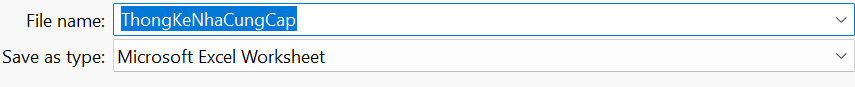 File name: ThongKeNhaCungCap
Save as type: Microsoft Excel Worksheet